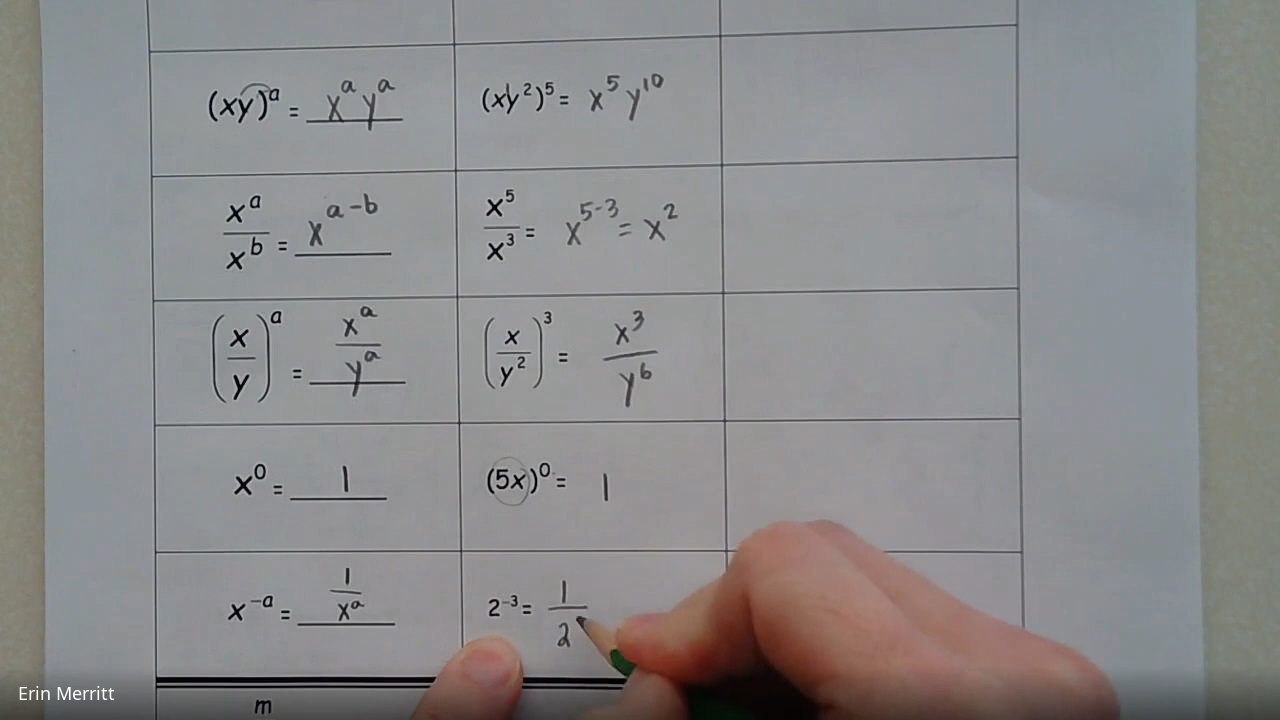 (xy)^a = x^a y^a
(xy^2)^5 = x^5 y^10
x^a/x^b = x^(a-b)
x^5/x^3 = x^(5-3) = x^2
(x/y)^a = x^a/y^a
(x/y^2)^3 = x^3/y^6
x^0 = 1
(5x)^0 = 1
x^-a = 1/x^a
2^-3 = 1/2
m
Erin Merritt